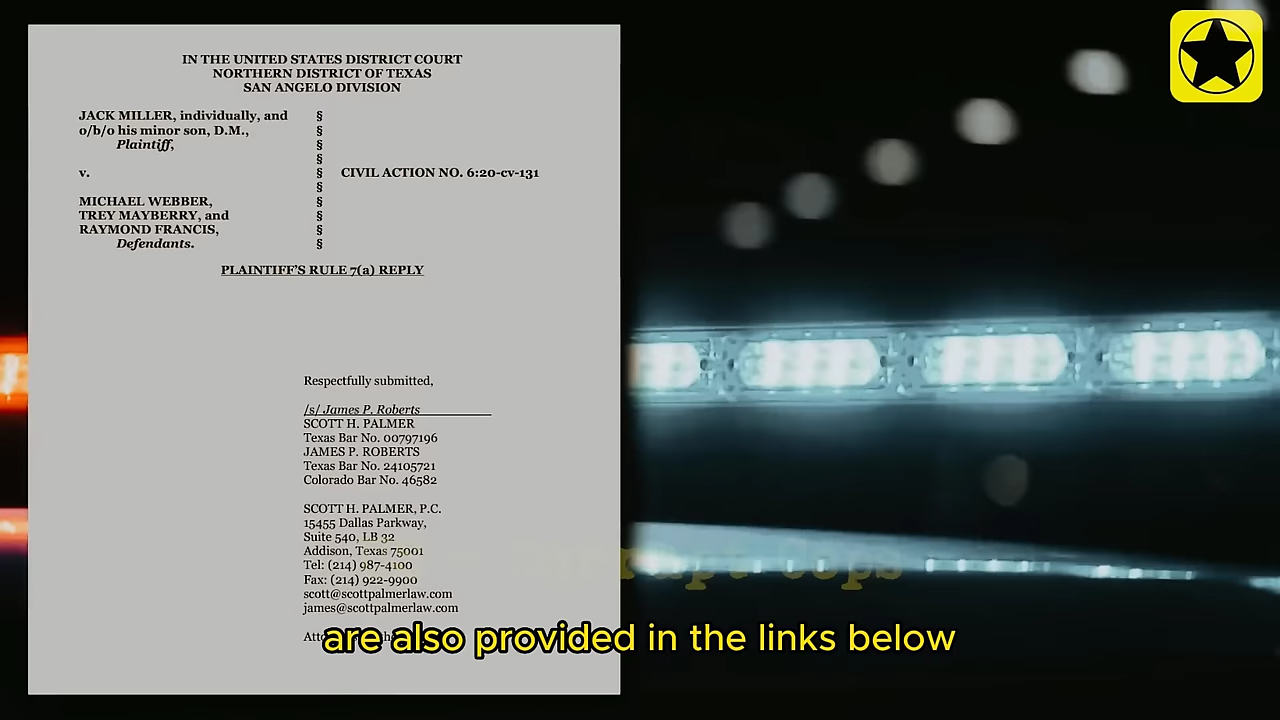 IN THE UNITED STATES DISTRICT COURT
NORTHERN DISTRICT OF TEXAS
SAN ANGELO DIVISION
JACK MILLER, individually, and §
o/b/o his minor son, D.M., §
Plaintiff, §
§
v. § CIVIL ACTION NO. 6:20-cv-131
§
MICHAEL WEBBER, §
TREY MAYBERRY, and §
RAYMOND FRANCIS, §
Defendants. §
PLAINTIFF'S RULE 7(a) REPLY
Respectfully submitted,
/s/ James P. Roberts
SCOTT H. PALMER
Texas Bar No. 00797196
JAMES P. ROBERTS
Texas Bar No. 24105721
Colorado Bar No. 46582
SCOTT H. PALMER, P.C.
15455 Dallas Parkway,
Suite 540, LB 32
Addison, Texas 75001
Tel: (214) 987-4100
Fax: (214) 922-9900
scott@scottpalmerlaw.com
james@scottpalmerlaw.com
are also provided in the links below